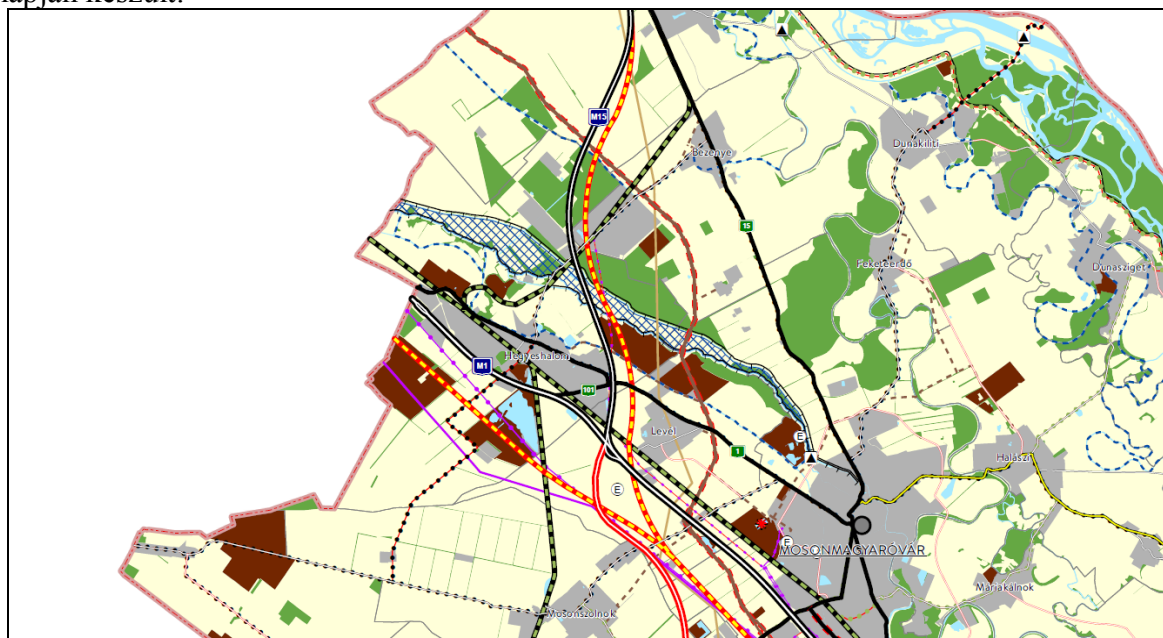 lapján készült.
M15
Bezenye
Dunakiliti
15
Feketeerdő
Dunasziget
M1
Hegyeshalom
101
Levél
1
E
Halászi
E
E
MOSONMAGYARÓVÁR
Máriakálnok
Mosonszolnok